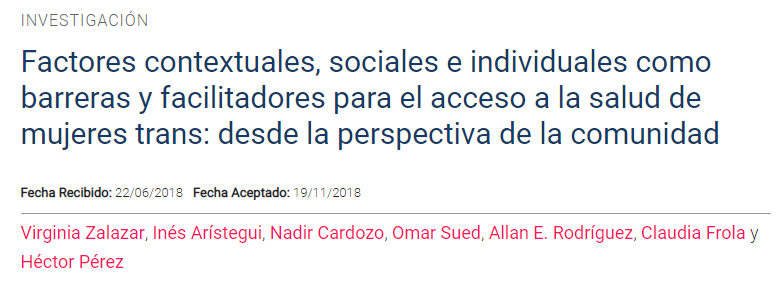 INVESTIGACIÓN
Factores contextuales, sociales e individuales como
barreras y facilitadores para el acceso a la salud de
mujeres trans: desde la perspectiva de la comunidad
Fecha Recibido: 22/06/2018 Fecha Aceptado: 19/11/2018
Virginia Zalazar, Inés Arístegui, Nadir Cardozo, Omar Sued, Allan E. Rodríguez, Claudia Frola y
Héctor Pérez